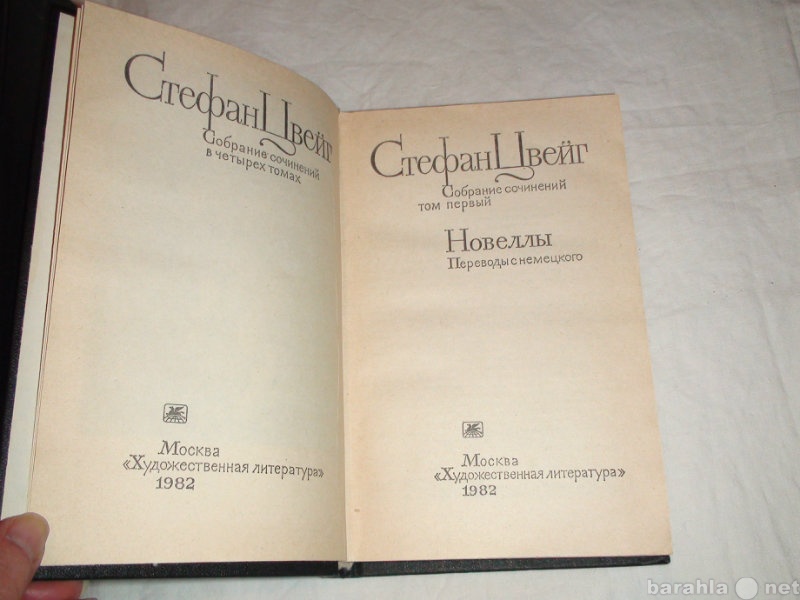 Стефан Цвейг
Собрание сочинений
в четырех томах
Москва
«Художественная литература»
1982
Стефан Цвейг
Собрание сочинений
том первый
Новеллы
Переводы с немецкого
Москва
«Художественная литература»
1982
barahla.net